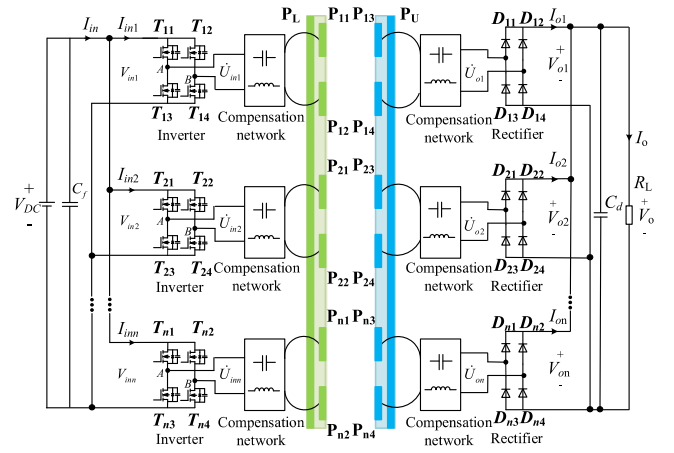 P_L P_11 P_13 P_U
I_in I_in1 T_11 T_12
D_11 D_12 I_o1
V_in1 A B U̇_in1
U̇_o1 + V_o1 -
T_13 T_14
Inverter
Compensation
network
P_12 P_14
Compensation
network
D_13 D_14
Rectifier
I_o
P_21 P_23
I_in2 T_21 T_22
D_21 D_22 I_o2
+ V_DC - C_f
V_in2 A B U̇_in2
U̇_o2 + V_o2 -
C_d R_L + V_o -
T_23 T_24
Inverter
Compensation
network
P_22 P_24
Compensation
network
D_23 D_24
Rectifier
P_n1 P_n3
I_inn T_n1 T_n2
D_n1 D_n2 I_on
V_inn A B U̇_inn
U̇_on + V_on -
T_n3 T_n4
Inverter
Compensation
network
P_n2 P_n4
Compensation
network
D_n3 D_n4
Rectifier